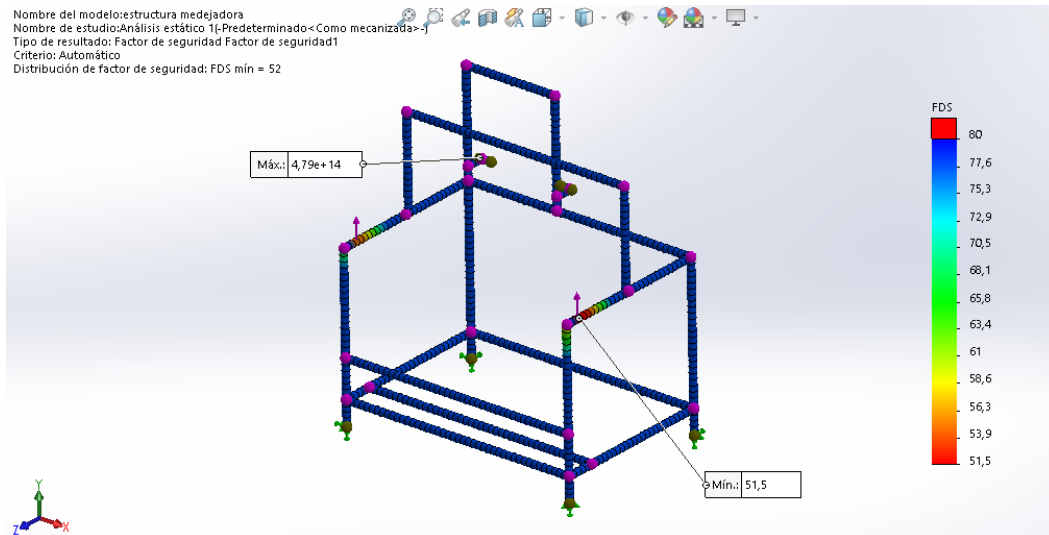 Nombre del modelo:estructura medejadora
Nombre de estudio:Análisis estático 1(-Predeterminado<Como mecanizada>-)
Tipo de resultado: Factor de seguridad Factor de seguridad1
Criterio: Automático
Distribución de factor de seguridad: FDS mín = 52
FDS
80
77,6
75,3
72,9
70,5
68,1
65,8
63,4
61
58,6
56,3
53,9
51,5
Máx.: 4,79e+14
Mín.: 51,5
Y
Z
X